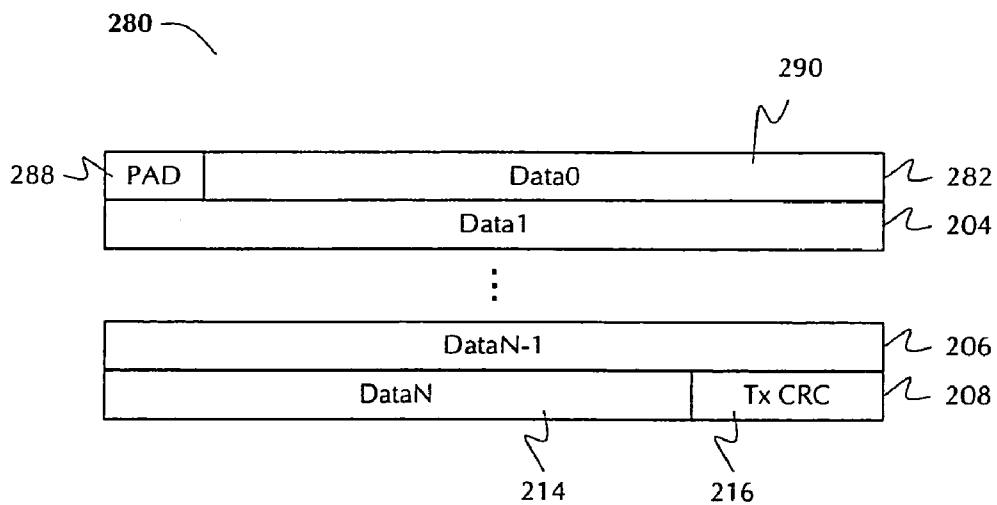 280
290
288 PAD Data0 282
Data1 204
⋮
DataN-1 206
DataN Tx CRC 208
214 216